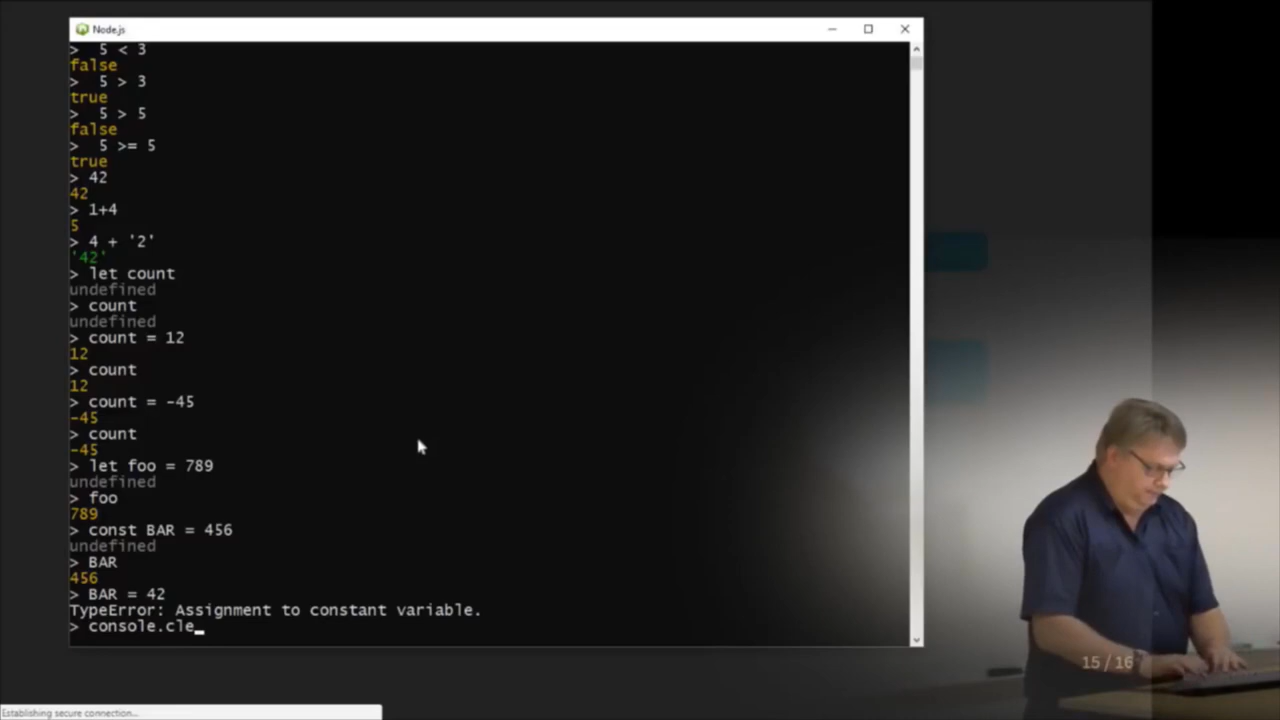 Node.js
>  5 < 3
false
>  5 > 3
true
>  5 > 5
false
>  5 >= 5
true
> 42
42
> 1+4
5
> 4 + '2'
'42'
> let count
undefined
> count
undefined
> count = 12
12
> count
12
> count = -45
-45
> count
-45
> let foo = 789
undefined
> foo
789
> const BAR = 456
undefined
> BAR
456
> BAR = 42
TypeError: Assignment to constant variable.
> console.cle_
15 / 16
Establishing secure connection...